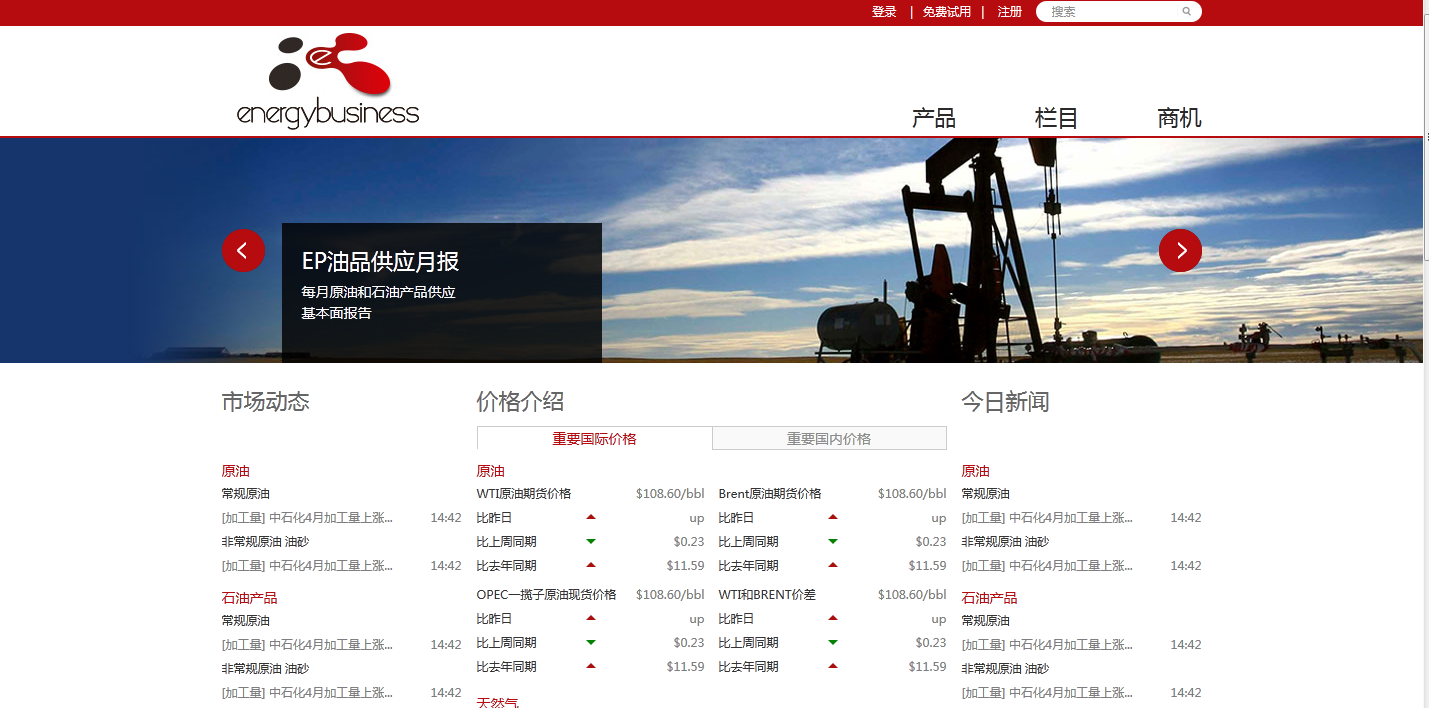 登录 | 免费试用 | 注册 搜索
e
energybusiness
产品 栏目 商机
EP油品供应月报
每月原油和石油产品供应
基本面报告
市场动态
原油
常规原油
[加工量] 中石化4月加工量上涨... 14:42
非常规原油 油砂
[加工量] 中石化4月加工量上涨... 14:42
石油产品
常规原油
[加工量] 中石化4月加工量上涨... 14:42
非常规原油 油砂
[加工量] 中石化4月加工量上涨... 14:42
价格介绍
重要国际价格 重要国内价格
原油
WTI原油期货价格 $108.60/bbl
比昨日 up
比上周同期 $0.23
比去年同期 $11.59
Brent原油期货价格 $108.60/bbl
比昨日 up
比上周同期 $0.23
比去年同期 $11.59
OPEC一揽子原油现货价格 $108.60/bbl
比昨日 up
比上周同期 $0.23
比去年同期 $11.59
WTI和BRENT价差 $108.60/bbl
比昨日 up
比上周同期 $0.23
比去年同期 $11.59
天然气
今日新闻
原油
常规原油
[加工量] 中石化4月加工量上涨... 14:42
非常规原油 油砂
[加工量] 中石化4月加工量上涨... 14:42
石油产品
常规原油
[加工量] 中石化4月加工量上涨... 14:42
非常规原油 油砂
[加工量] 中石化4月加工量上涨... 14:42